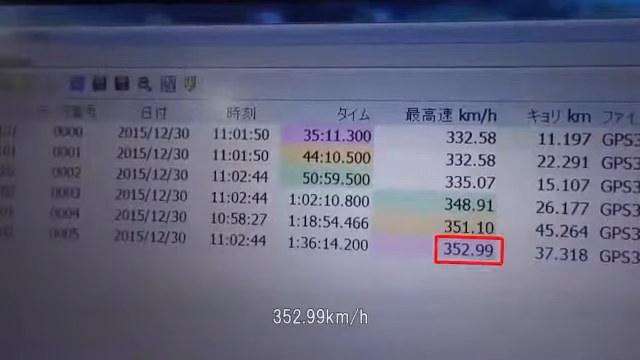 番号 日付 時刻 タイム 最高速 km/h キョリ km ファイ
0000 2015/12/30 11:01:50 35:11.300 332.58 11.197 GPS3
0001 2015/12/30 11:01:50 44:10.500 332.58 22.291 GPS3
0002 2015/12/30 11:02:44 50:59.500 335.07 15.107 GPS3
0003 2015/12/30 11:02:44 1:02:10.800 348.91 26.177 GPS3
0004 2015/12/30 10:58:27 1:18:54.466 351.10 45.264 GPS3
0005 2015/12/30 11:02:44 1:36:14.200 352.99 37.318 GPS3
352.99km/h